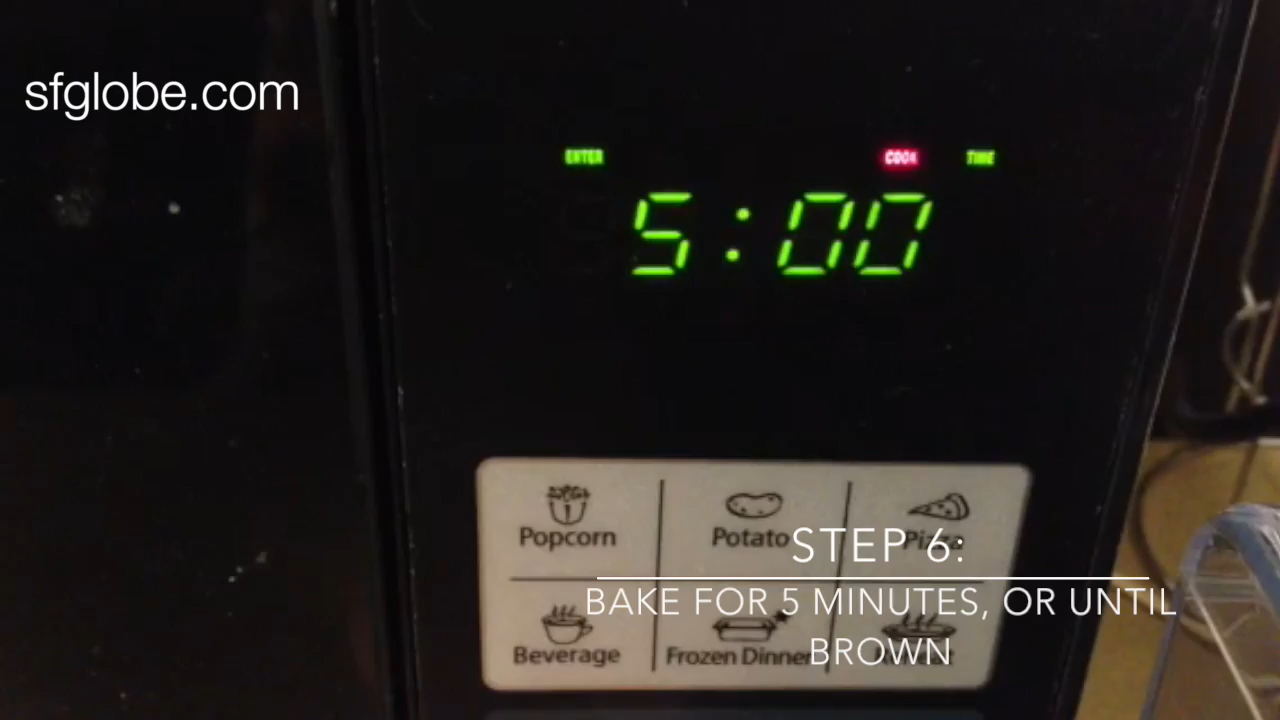 sfglobe.com
ENTER COOK TIME
5:00
Popcorn Potato Pizza
STEP 6:
BAKE FOR 5 MINUTES, OR UNTIL
BROWN
Beverage Frozen Dinner